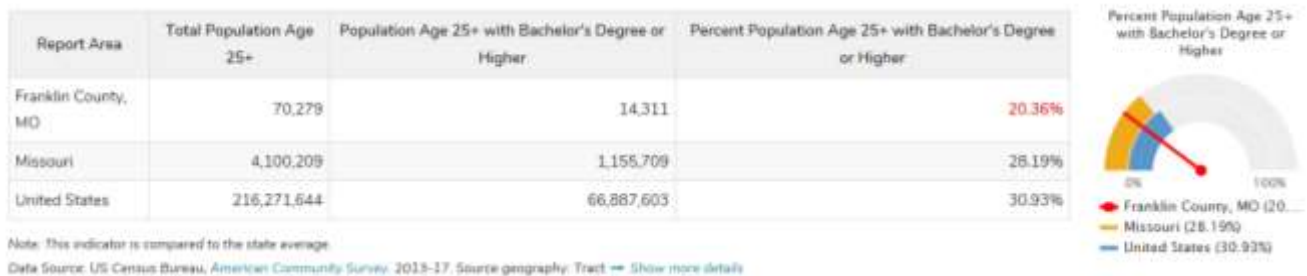 Report Area
Total Population Age
25+
Population Age 25+ with Bachelor's Degree or
Higher
Percent Population Age 25+ with Bachelor's Degree
or Higher
Franklin County,
MO
70,279
14,311
20.36%
Missouri
4,100,209
1,155,709
28.19%
United States
216,271,644
66,887,603
30.93%
Note: This indicator is compared to the state average.
Data Source: US Census Bureau, American Community Survey. 2013-17. Source geography: Tract → Show more details
Percent Population Age 25+
with Bachelor's Degree or
Higher
0%
100%
Franklin County, MO (20....
Missouri (28.19%)
United States (30.93%)